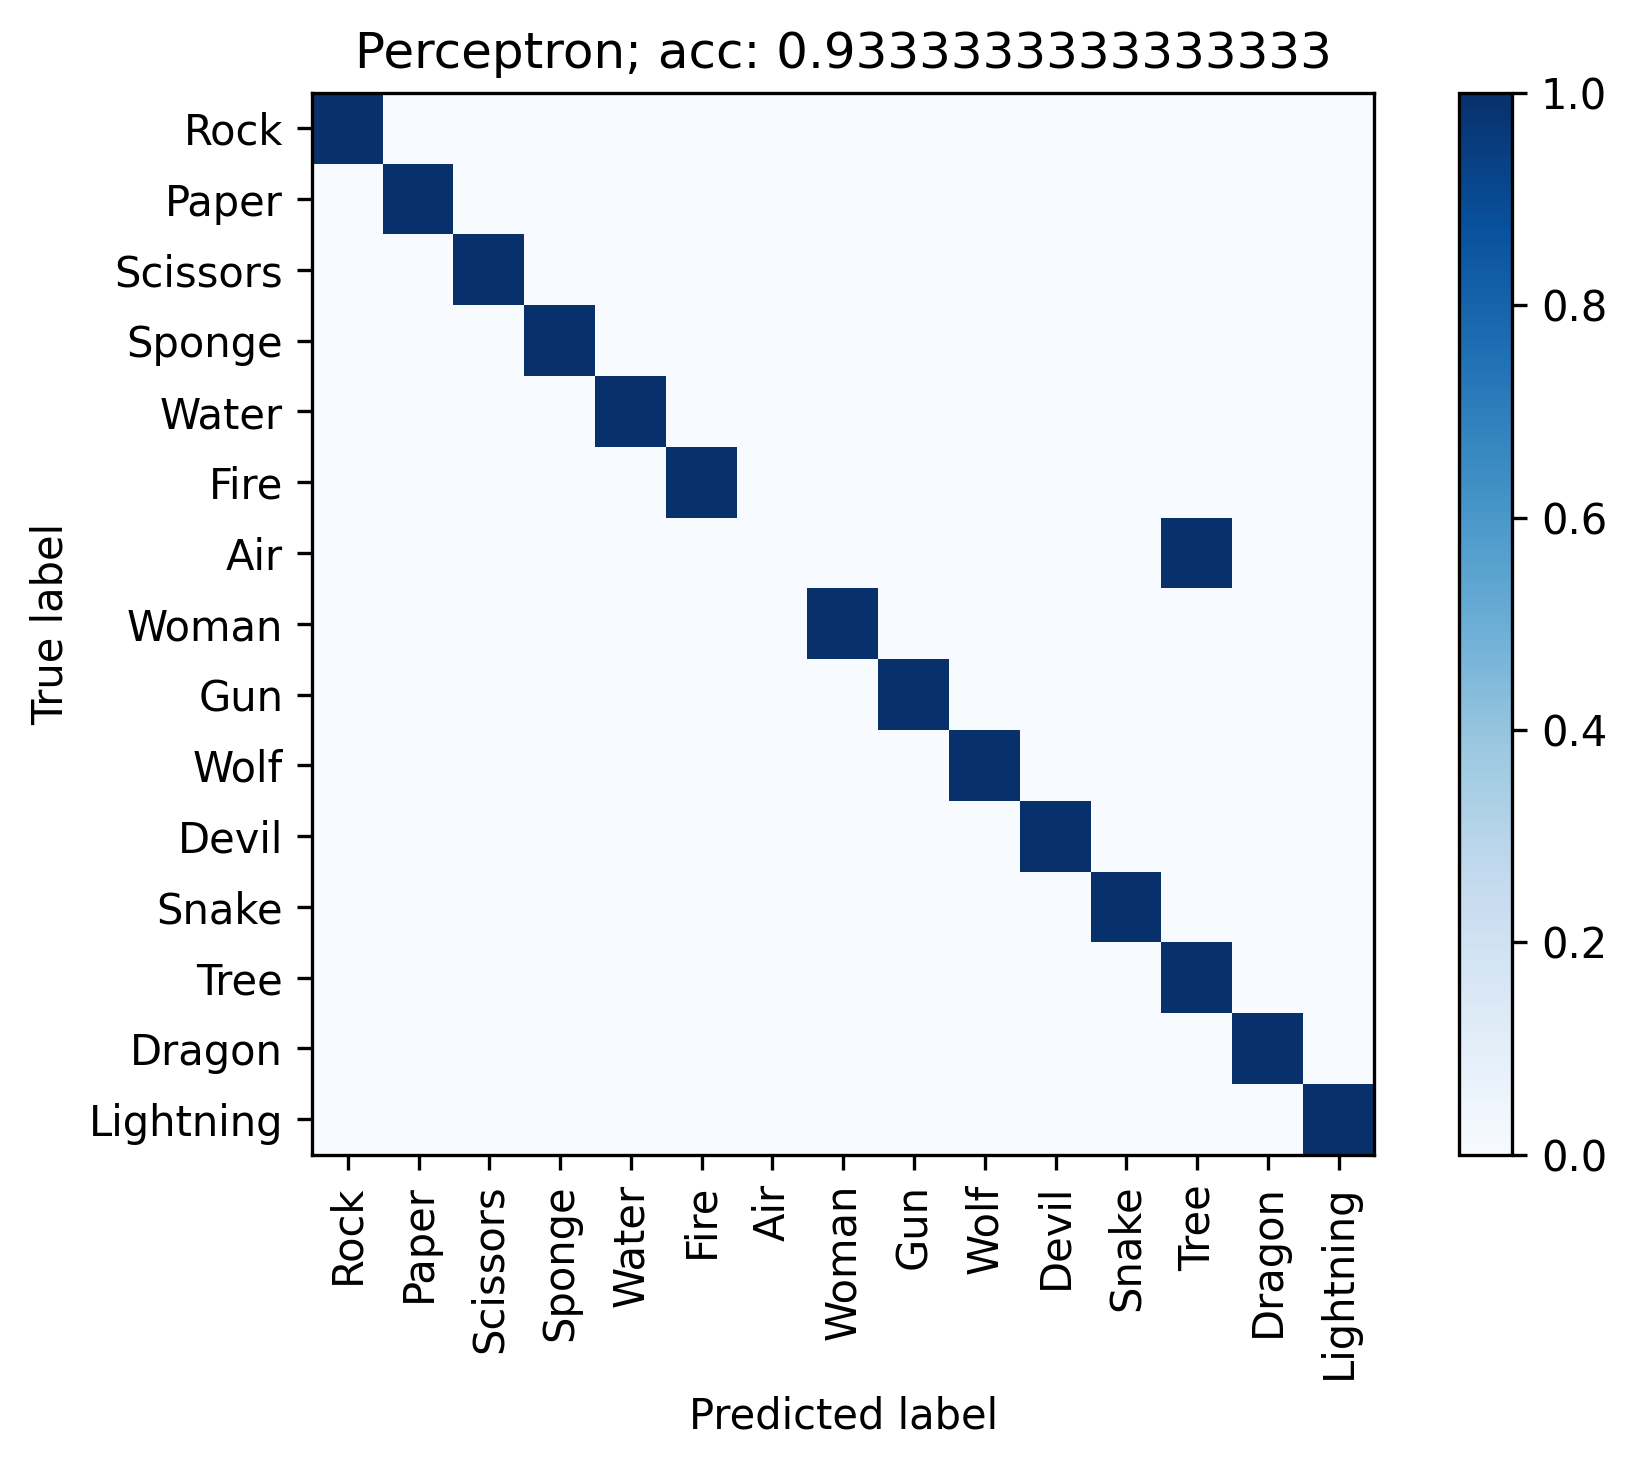 Perceptron; acc: 0.9333333333333333
Rock
Paper
Scissors
Sponge
Water
Fire
Air
Woman
Gun
Wolf
Devil
Snake
Tree
Dragon
Lightning
True label
Rock
Paper
Scissors
Sponge
Water
Fire
Air
Woman
Gun
Wolf
Devil
Snake
Tree
Dragon
Lightning
Predicted label
1.0
0.8
0.6
0.4
0.2
0.0